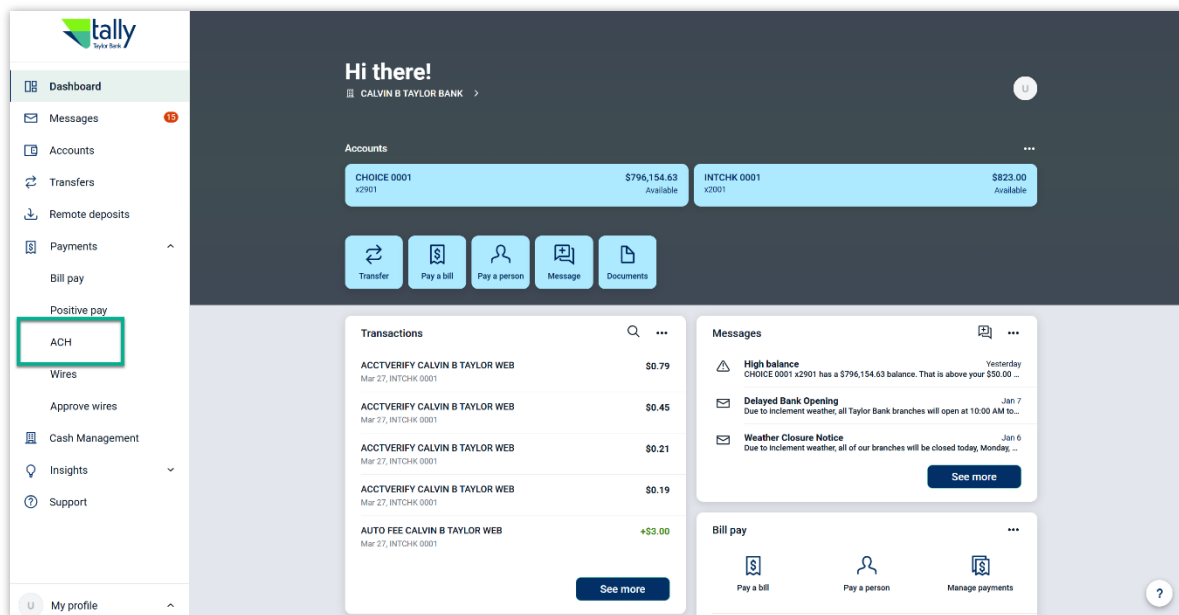 tally
Taylor Bank
Dashboard
Messages 15
Accounts
Transfers
Remote deposits
Payments
Bill pay
Positive pay
ACH
Wires
Approve wires
Cash Management
Insights
Support
U My profile
Hi there!
CALVIN B TAYLOR BANK
U
Accounts
CHOICE 0001 $796,154.63
x2901 Available
INTCHK 0001 $823.00
x2001 Available
Transfer
Pay a bill
Pay a person
Message
Documents
Transactions
ACCTVERIFY CALVIN B TAYLOR WEB $0.79
Mar 27, INTCHK 0001
ACCTVERIFY CALVIN B TAYLOR WEB $0.45
Mar 27, INTCHK 0001
ACCTVERIFY CALVIN B TAYLOR WEB $0.21
Mar 27, INTCHK 0001
ACCTVERIFY CALVIN B TAYLOR WEB $0.19
Mar 27, INTCHK 0001
AUTO FEE CALVIN B TAYLOR WEB +$3.00
Mar 27, INTCHK 0001
See more
Messages
High balance Yesterday
CHOICE 0001 x2901 has a $796,154.63 balance. That is above your $50.00 ...
Delayed Bank Opening Jan 7
Due to inclement weather, all Taylor Bank branches will open at 10:00 AM to...
Weather Closure Notice Jan 6
Due to inclement weather, all of our branches will be closed today, Monday, ...
See more
Bill pay
Pay a bill
Pay a person
Manage payments
?